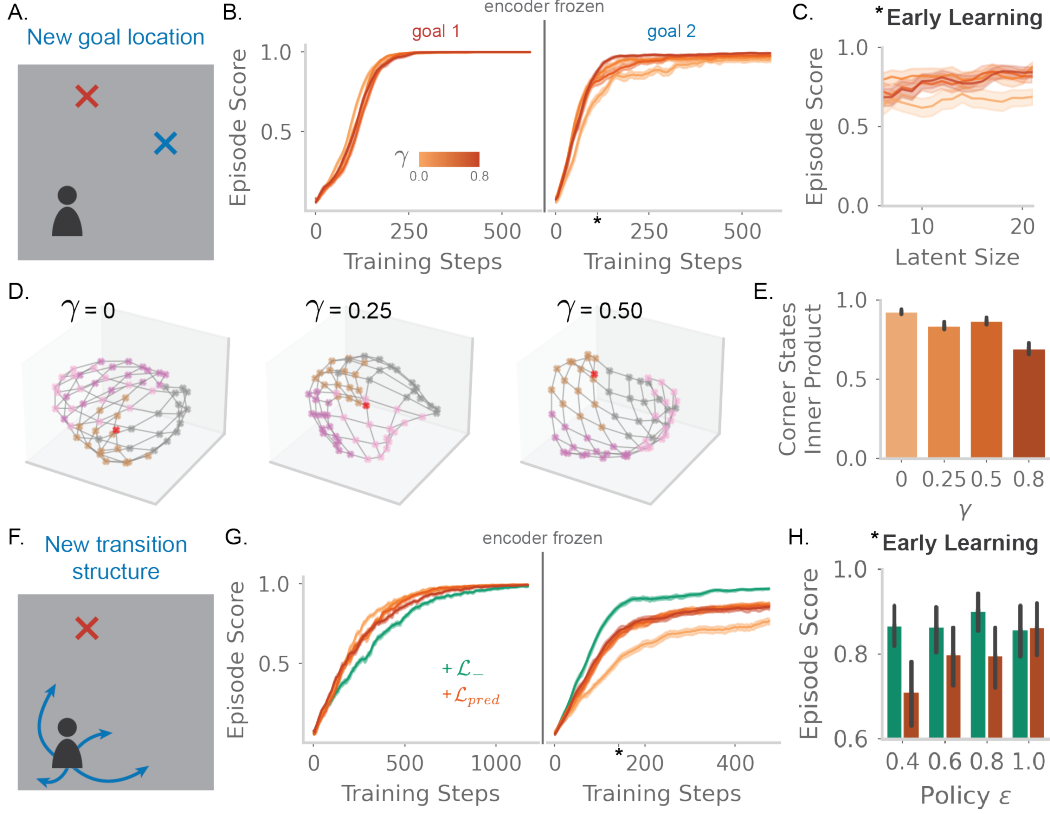 A.
New goal location
B.
encoder frozen
goal 1
goal 2
Episode Score
1.0
0.5
γ
0.0
0.8
0
250
500
Training Steps
0
*
250
500
Training Steps
C.
*Early Learning
Episode Score
1.0
0.5
0.0
10
20
Latent Size
D.
γ = 0
γ = 0.25
γ = 0.50
E.
Corner States
Inner Product
1.0
0.5
0.0
0
0.25
0.5
0.8
γ
F.
New transition
structure
G.
encoder frozen
Episode Score
1.0
0.5
+ ℒ₋
+ ℒ_pred
0
500
1000
Training Steps
0
*
200
400
Training Steps
H.
*Early Learning
Episode Score
1.0
0.8
0.6
0.4
0.6
0.8
1.0
Policy ε